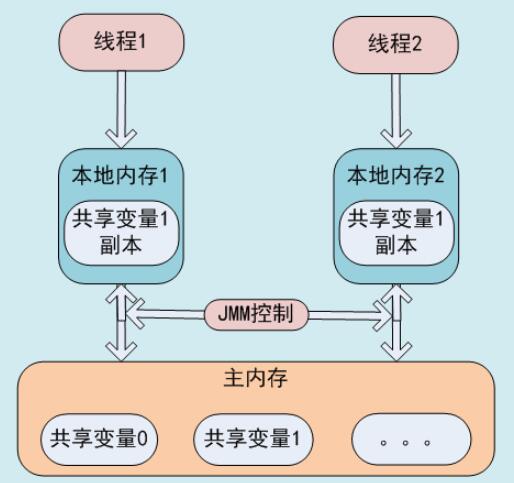 线程1
线程2
本地内存1
本地内存2
共享变量1
副本
共享变量1
副本
JMM控制
主内存
共享变量0
共享变量1
。。。